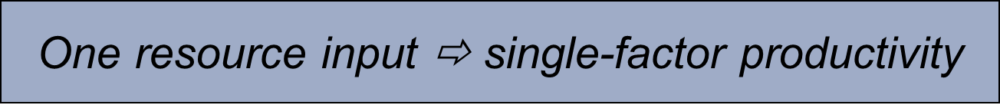 One resource input ⇨ single-factor productivity